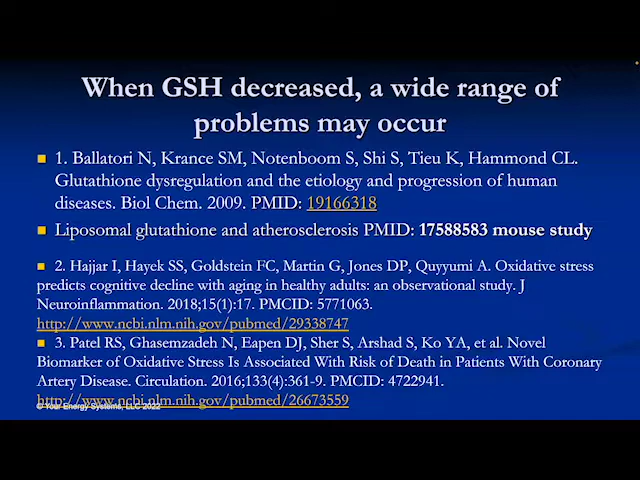 When GSH decreased, a wide range of
problems may occur
1. Ballatori N, Krance SM, Notenboom S, Shi S, Tieu K, Hammond CL.
Glutathione dysregulation and the etiology and progression of human
diseases. Biol Chem. 2009. PMID: 19166318
Liposomal glutathione and atherosclerosis PMID: 17588583 mouse study
2. Hajjar I, Hayek SS, Goldstein FC, Martin G, Jones DP, Quyyumi A. Oxidative stress
predicts cognitive decline with aging in healthy adults: an observational study. J
Neuroinflammation. 2018;15(1):17. PMCID: 5771063.
http://www.ncbi.nlm.nih.gov/pubmed/29338747
3. Patel RS, Ghasemzadeh N, Eapen DJ, Sher S, Arshad S, Ko YA, et al. Novel
Biomarker of Oxidative Stress Is Associated With Risk of Death in Patients With Coronary
Artery Disease. Circulation. 2016;133(4):361-9. PMCID: 4722941.
http://www.ncbi.nlm.nih.gov/pubmed/26673559
© Your Energy Systems, LLC 2022